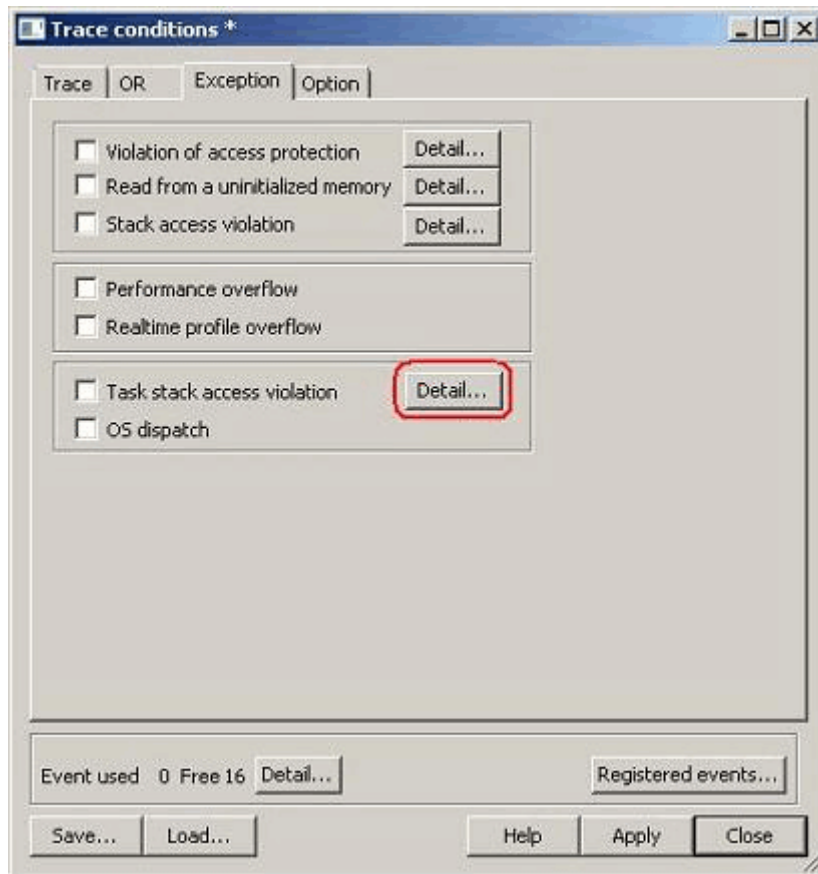 Trace conditions *
Trace OR Exception Option
Violation of access protection Detail...
Read from a uninitialized memory Detail...
Stack access violation Detail...
Performance overflow
Realtime profile overflow
Task stack access violation Detail...
OS dispatch
Event used 0 Free 16 Detail... Registered events...
Save... Load... Help Apply Close